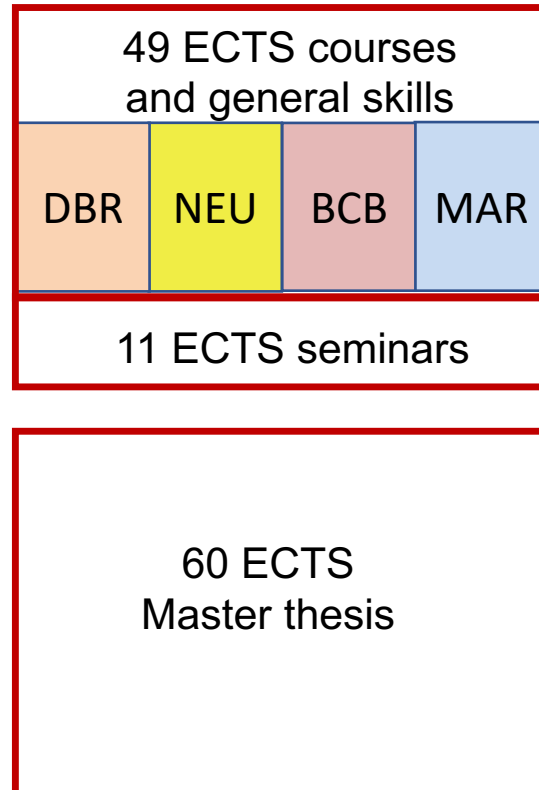 49 ECTS courses
and general skills
DBR NEU BCB MAR
11 ECTS seminars
60 ECTS
Master thesis